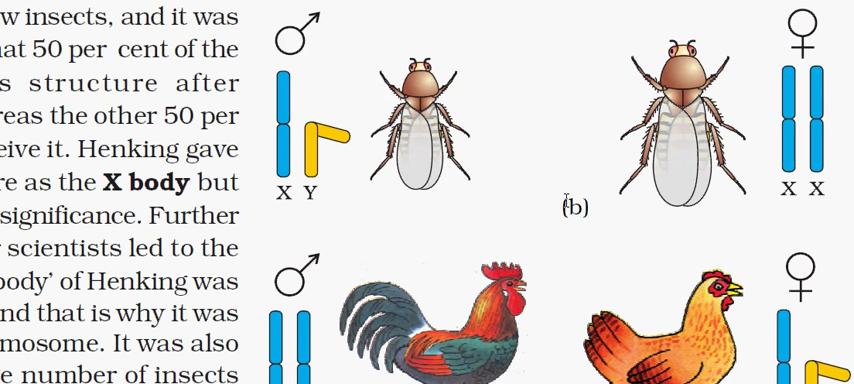 w insects, and it was
at 50 per cent of the
s structure after
reas the other 50 per
eive it. Henking gave
re as the X body but
significance. Further
scientists led to the
body’ of Henking was
nd that is why it was
mosome. It was also
e number of insects
X Y
X X
(b)